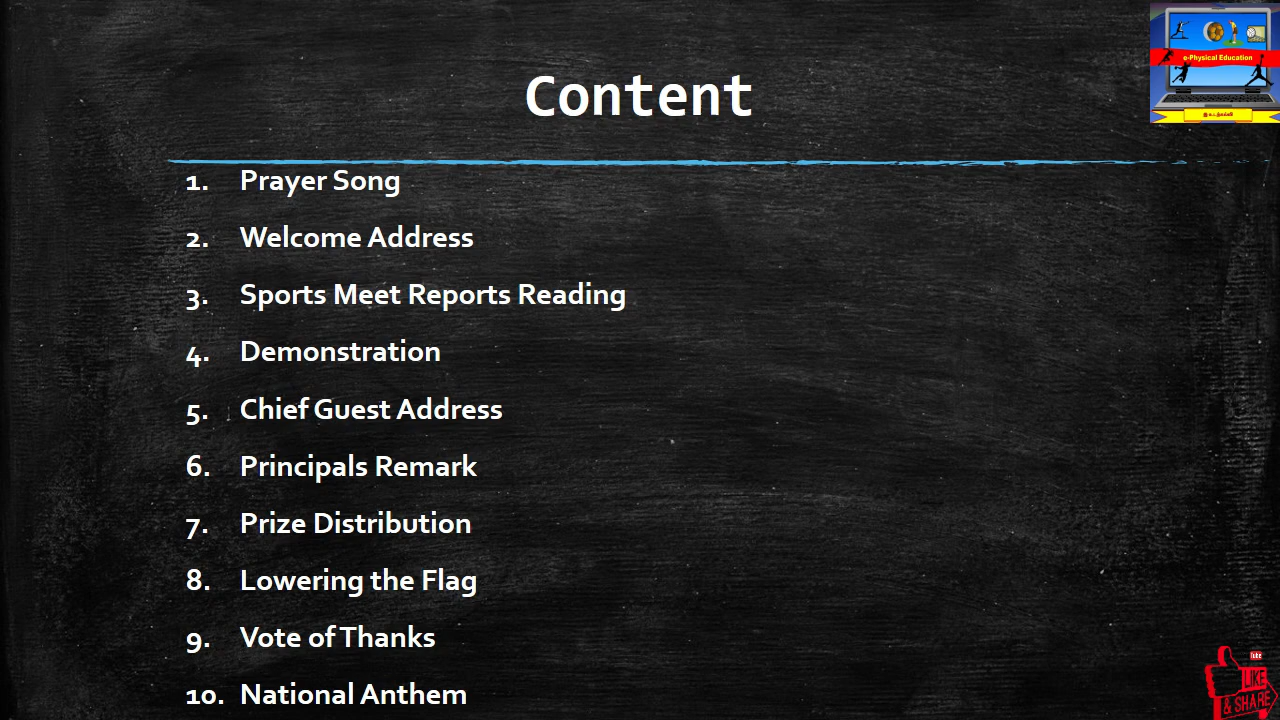 Content
e-Physical Education
1. Prayer Song
2. Welcome Address
3. Sports Meet Reports Reading
4. Demonstration
5. Chief Guest Address
6. Principals Remark
7. Prize Distribution
8. Lowering the Flag
9. Vote of Thanks
10. National Anthem
Tube
LIKE
& SHARE